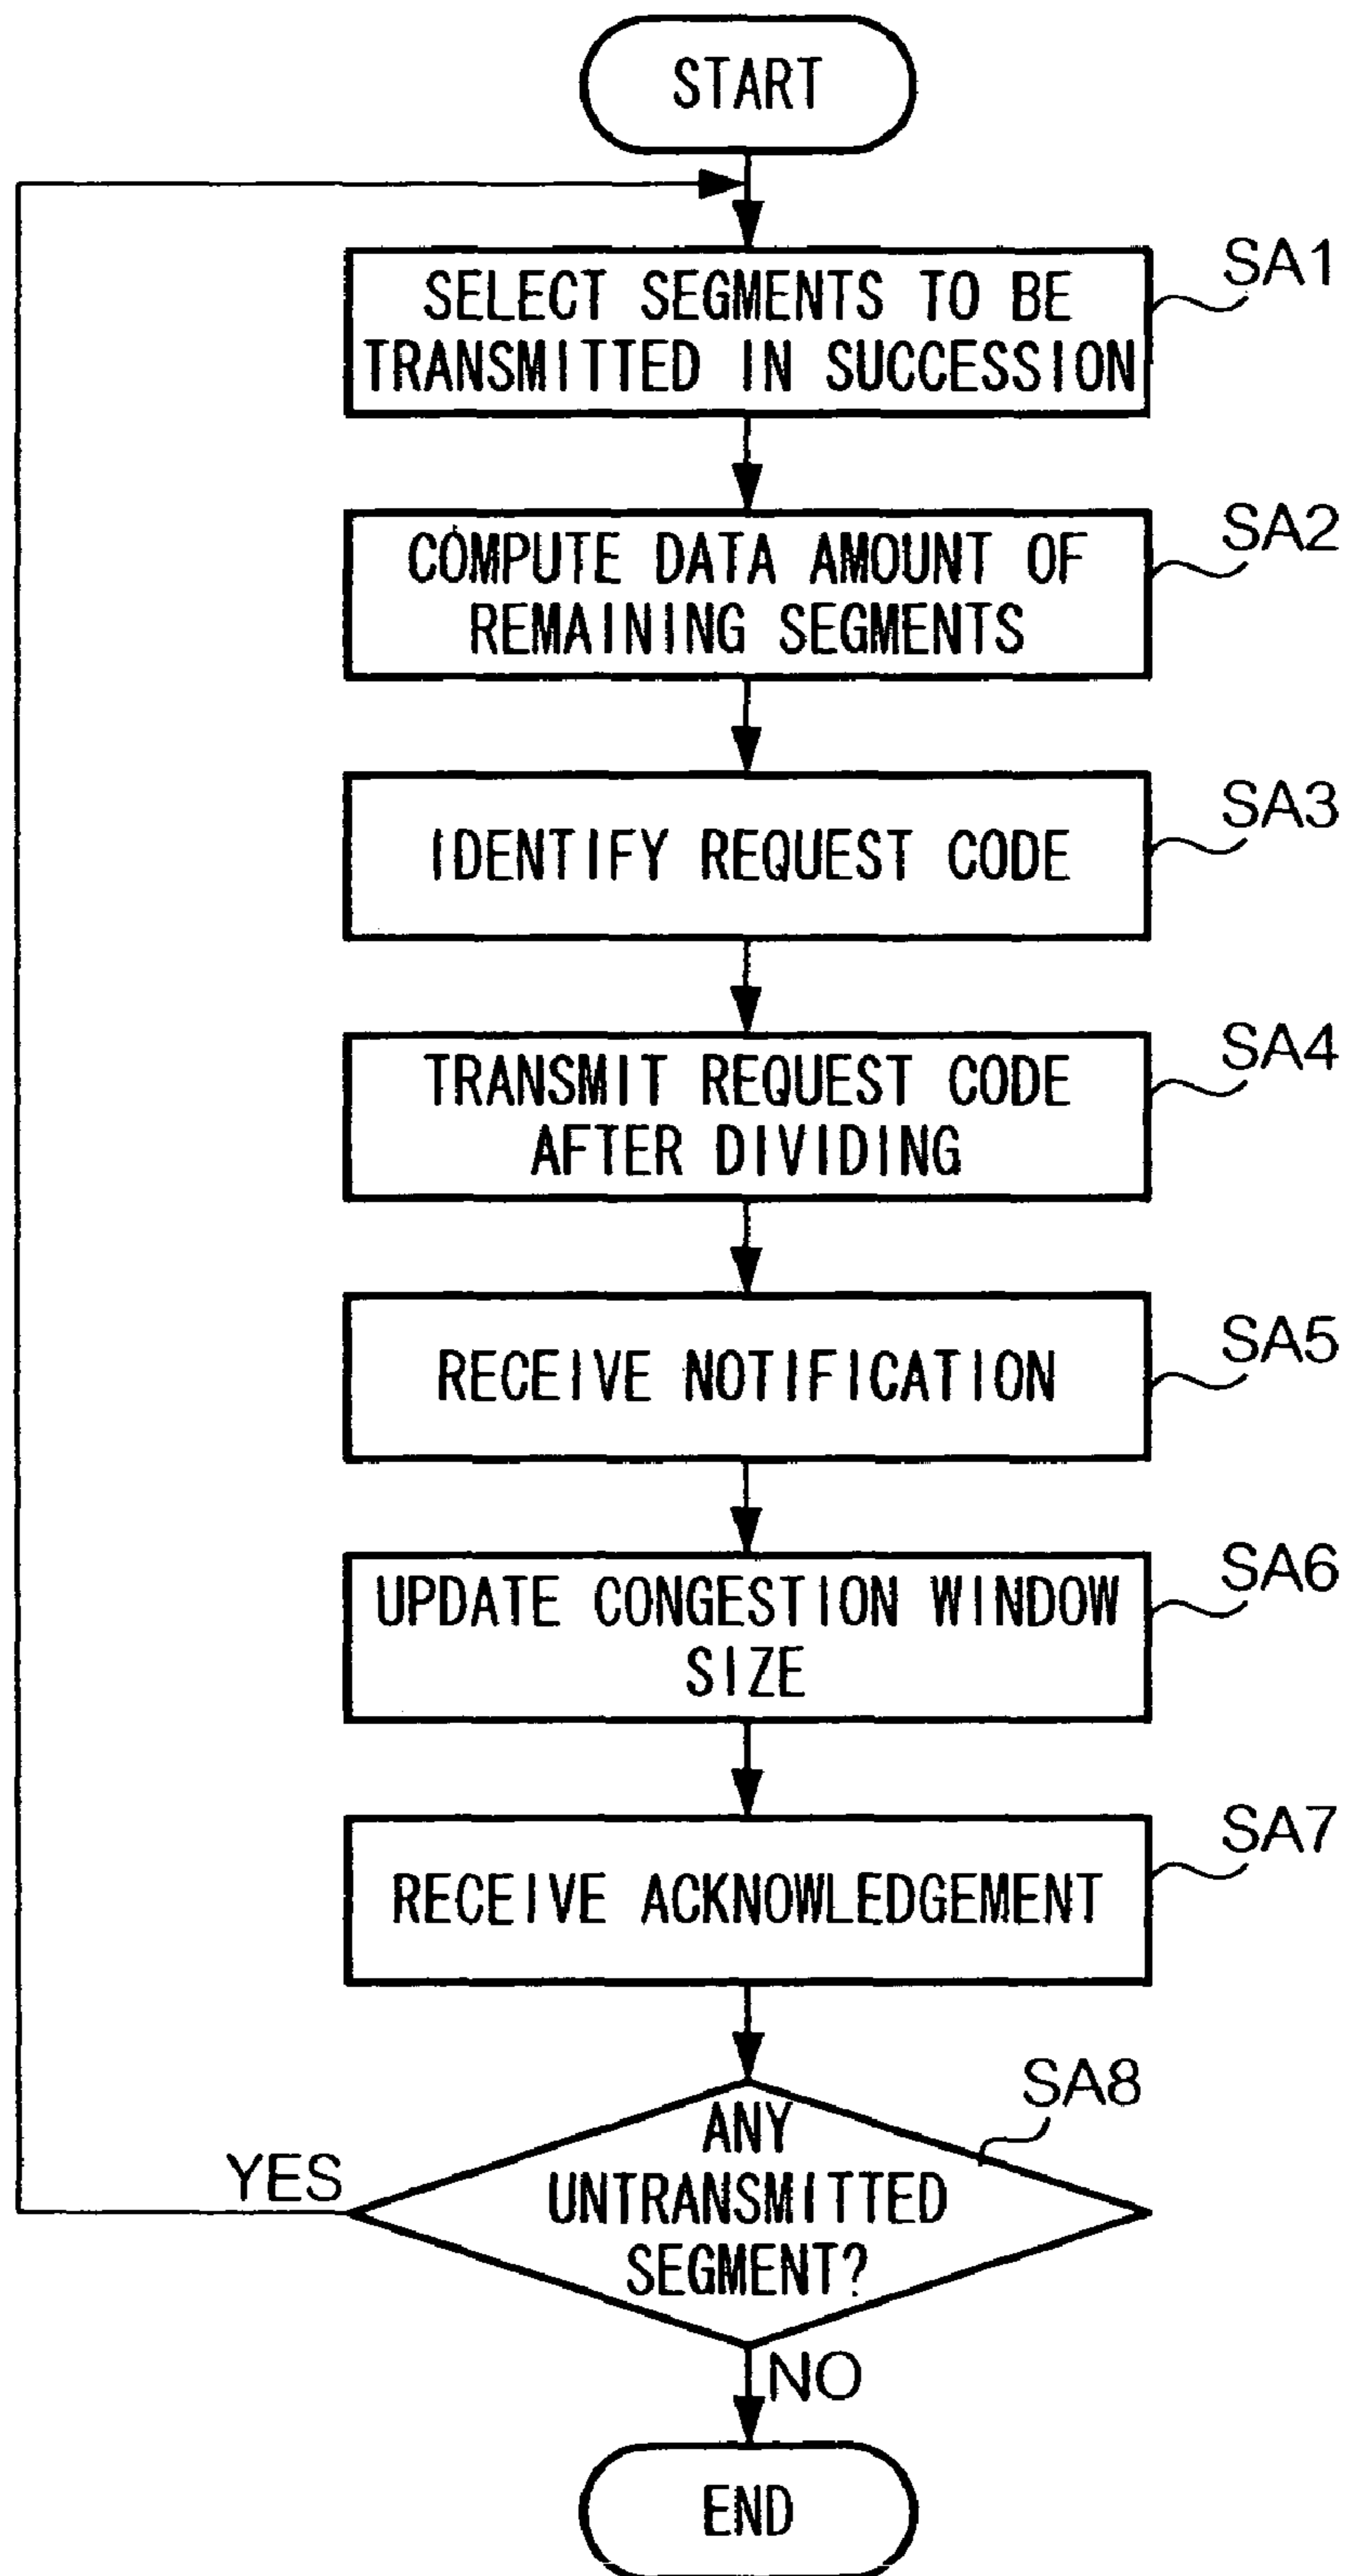 START
SELECT SEGMENTS TO BE
TRANSMITTED IN SUCCESSION
SA1
COMPUTE DATA AMOUNT OF
REMAINING SEGMENTS
SA2
IDENTIFY REQUEST CODE
SA3
TRANSMIT REQUEST CODE
AFTER DIVIDING
SA4
RECEIVE NOTIFICATION
SA5
UPDATE CONGESTION WINDOW
SIZE
SA6
RECEIVE ACKNOWLEDGEMENT
SA7
SA8
ANY
UNTRANSMITTED
SEGMENT?
YES
NO
END